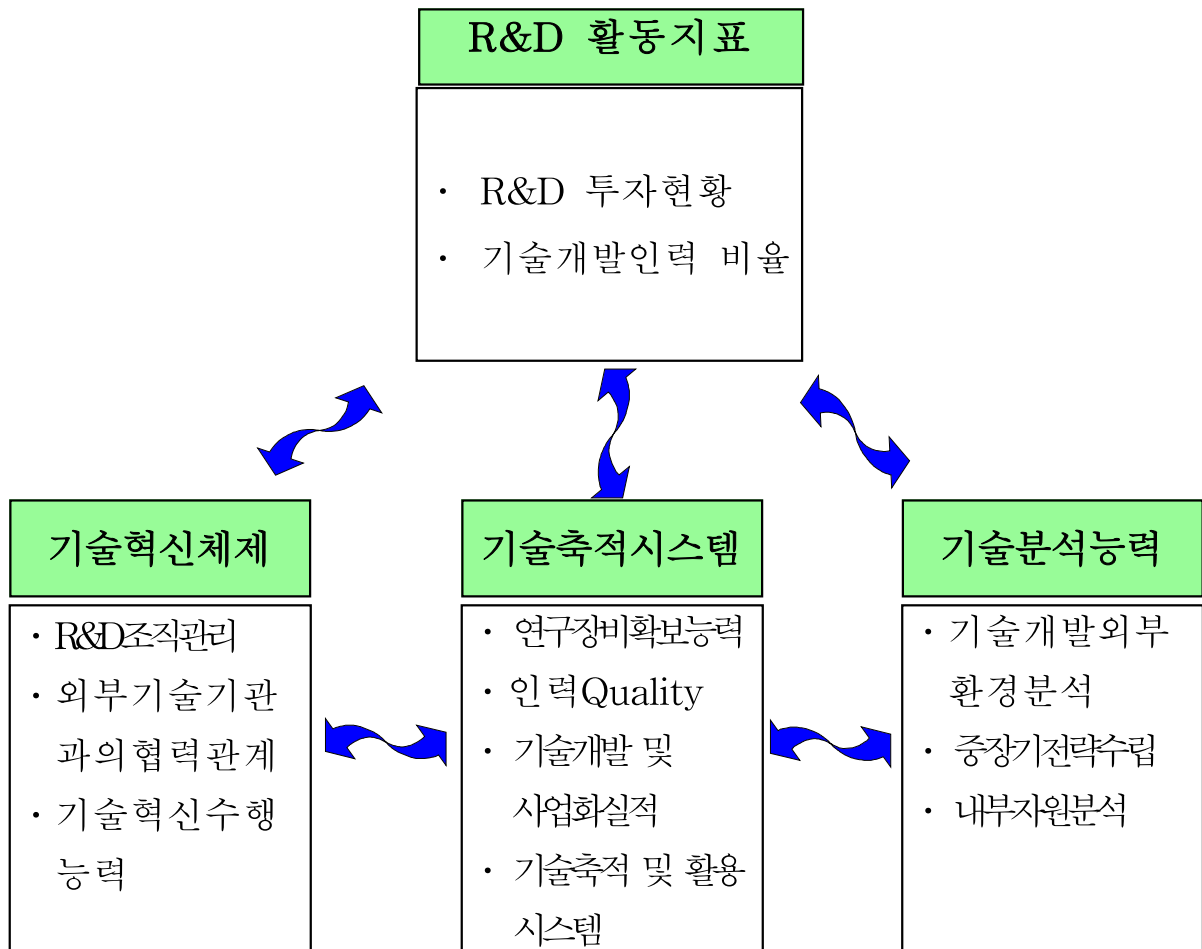 R&D 활동지표
· R&D 투자현황
· 기술개발인력 비율
기술혁신체제
· R&D조직관리
· 외부기술기관
과의협력관계
· 기술혁신수행
능력
기술축적시스템
· 연구장비확보능력
· 인력Quality
· 기술개발 및
사업화실적
· 기술축적 및 활용
시스템
기술분석능력
· 기술개발외부
환경분석
· 중장기전략수립
· 내부자원분석